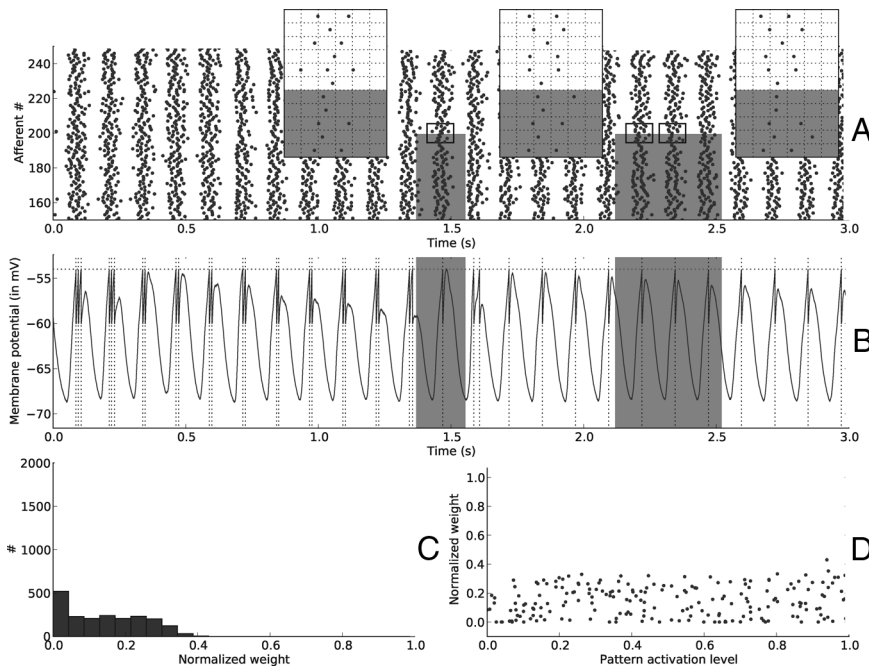 240
220
200
180
160
Afferent #
0.0 0.5 1.0 1.5 2.0 2.5 3.0
Time (s)
A
−55
−60
−65
−70
Membrane potential (in mV)
0.0 0.5 1.0 1.5 2.0 2.5 3.0
Time (s)
B
2000
1500
1000
500
0
#
0.0 0.2 0.4 0.6 0.8 1.0
Normalized weight
C
1.0
0.8
0.6
0.4
0.2
0.0
Normalized weight
0.0 0.2 0.4 0.6 0.8 1.0
Pattern activation level
D